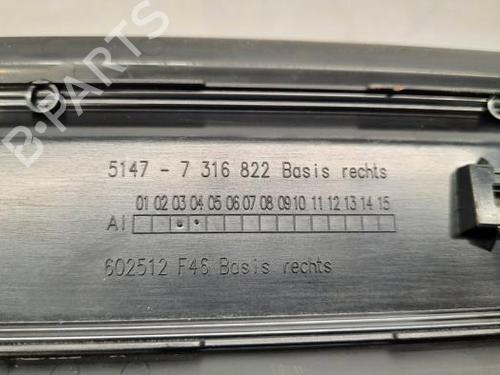 B-PARTS
5147 - 7 316 822 Basis rechts
01 02 03 04 05 06 07 08 09 10 11 12 13 14 15
AI
602512 F46 Basis rechts